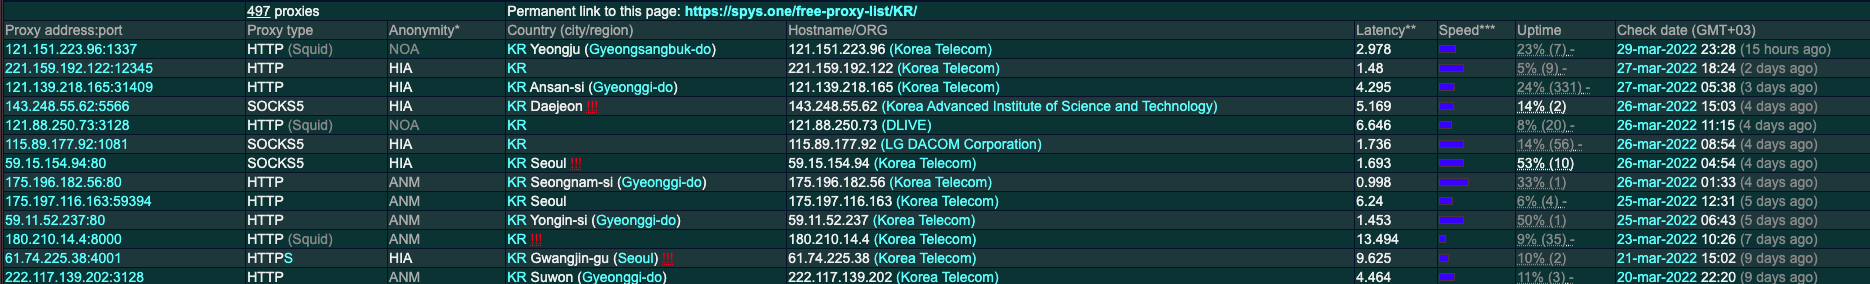 497 proxies Permanent link to this page: https://spys.one/free-proxy-list/KR/
Proxy address:port Proxy type Anonymity* Country (city/region) Hostname/ORG Latency** Speed*** Uptime Check date (GMT+03)
121.151.223.96:1337 HTTP (Squid) NOA KR Yeongju (Gyeongsangbuk-do) 121.151.223.96 (Korea Telecom) 2.978 23% (7) - 29-mar-2022 23:28 (15 hours ago)
221.159.192.122:12345 HTTP HIA KR 221.159.192.122 (Korea Telecom) 1.48 5% (9) - 27-mar-2022 18:24 (2 days ago)
121.139.218.165:31409 HTTP HIA KR Ansan-si (Gyeonggi-do) 121.139.218.165 (Korea Telecom) 4.295 24% (331) - 27-mar-2022 05:38 (3 days ago)
143.248.55.62:5566 SOCKS5 HIA KR Daejeon !!! 143.248.55.62 (Korea Advanced Institute of Science and Technology) 5.169 14% (2) 26-mar-2022 15:03 (4 days ago)
121.88.250.73:3128 HTTP (Squid) NOA KR 121.88.250.73 (DLIVE) 6.646 8% (20) - 26-mar-2022 11:15 (4 days ago)
115.89.177.92:1081 SOCKS5 HIA KR 115.89.177.92 (LG DACOM Corporation) 1.736 14% (56) - 26-mar-2022 08:54 (4 days ago)
59.15.154.94:80 SOCKS5 HIA KR Seoul !!! 59.15.154.94 (Korea Telecom) 1.693 53% (10) 26-mar-2022 04:54 (4 days ago)
175.196.182.56:80 HTTP ANM KR Seongnam-si (Gyeonggi-do) 175.196.182.56 (Korea Telecom) 0.998 33% (1) 26-mar-2022 01:33 (4 days ago)
175.197.116.163:59394 HTTP ANM KR Seoul 175.197.116.163 (Korea Telecom) 6.24 6% (4) - 25-mar-2022 12:31 (5 days ago)
59.11.52.237:80 HTTP ANM KR Yongin-si (Gyeonggi-do) 59.11.52.237 (Korea Telecom) 1.453 50% (1) 25-mar-2022 06:43 (5 days ago)
180.210.14.4:8000 HTTP (Squid) ANM KR !!! 180.210.14.4 (Korea Telecom) 13.494 9% (35) - 23-mar-2022 10:26 (7 days ago)
61.74.225.38:4001 HTTPS HIA KR Gwangjin-gu (Seoul) !!! 61.74.225.38 (Korea Telecom) 9.625 10% (2) 21-mar-2022 15:02 (9 days ago)
222.117.139.202:3128 HTTP ANM KR Suwon (Gyeonggi-do) 222.117.139.202 (Korea Telecom) 4.464 11% (3) - 20-mar-2022 22:20 (9 days ago)